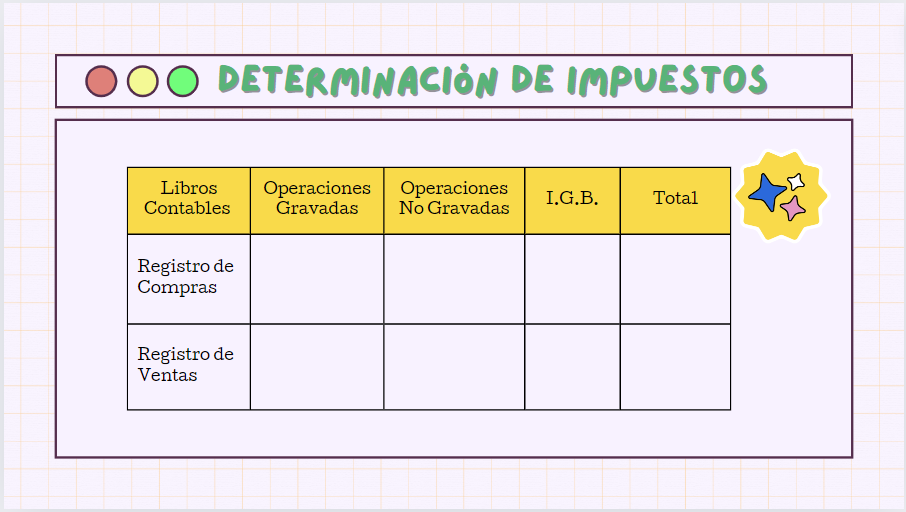 DETERMINACIÓN DE IMPUESTOS
Libros
Contables
Operaciones
Gravadas
Operaciones
No Gravadas
I.G.B.
Total
Registro de
Compras
Registro de
Ventas